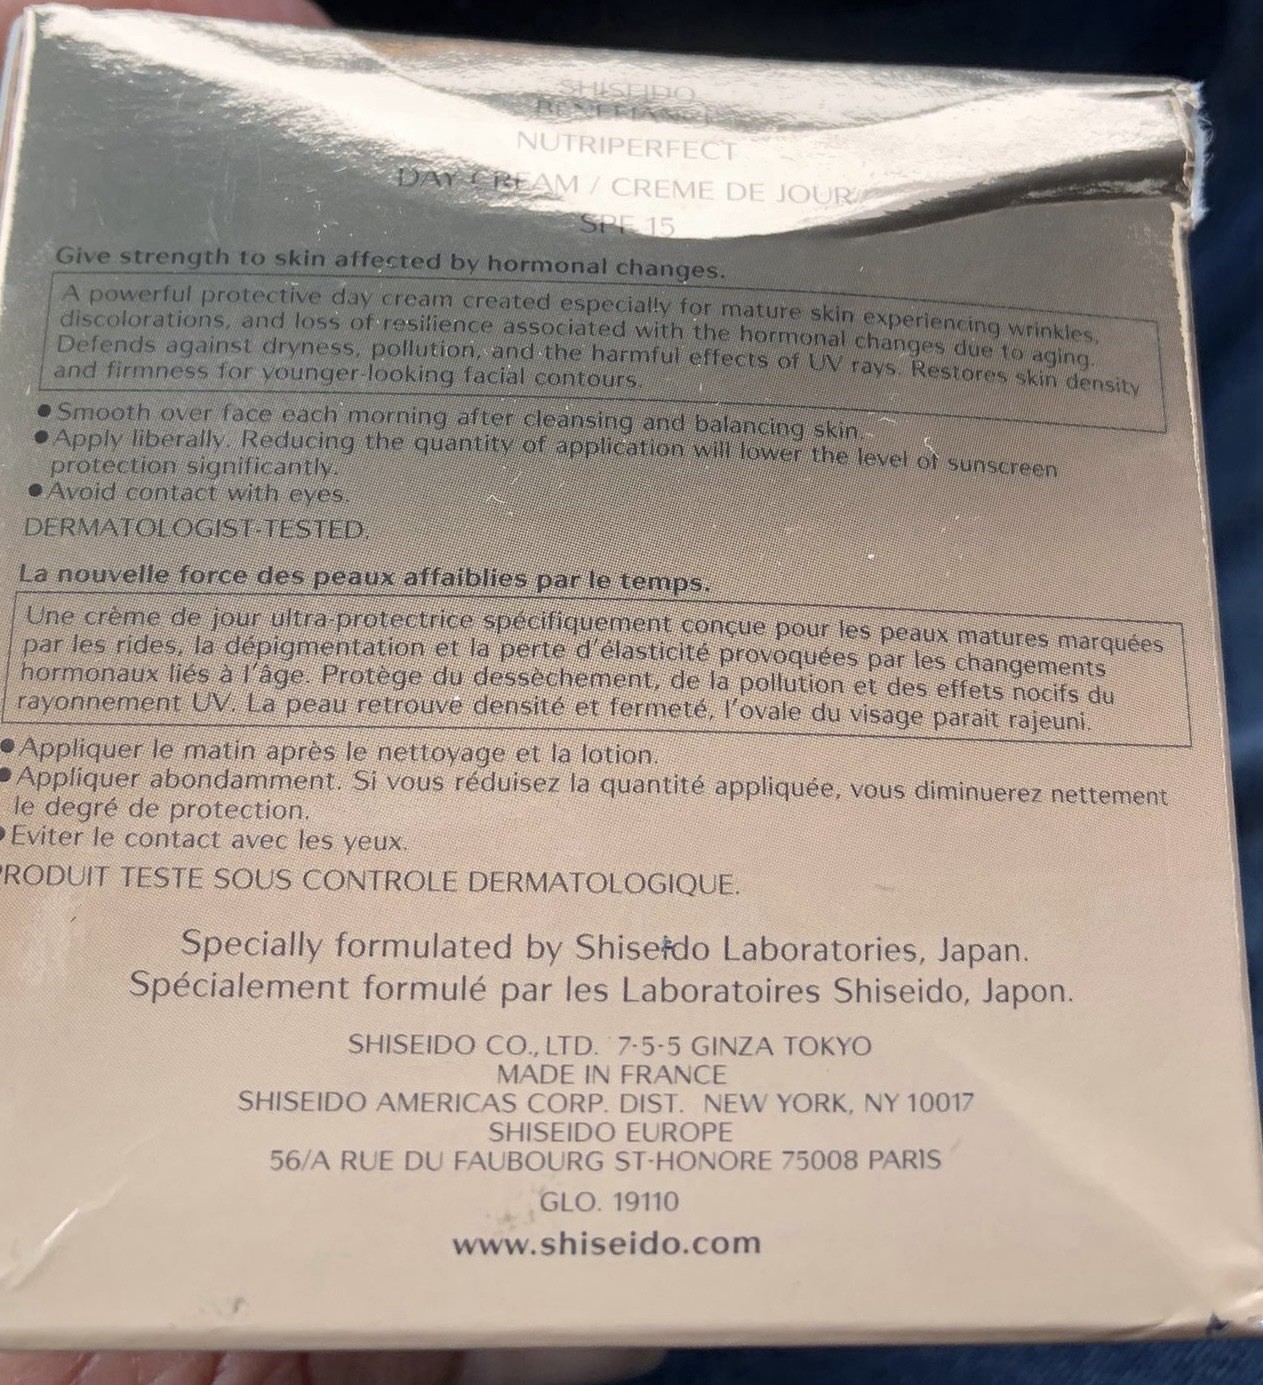 SHISEIDO
BENEFIANCE
NUTRIPERFECT
DAY CREAM / CREME DE JOUR
SPF 15
Give strength to skin affected by hormonal changes.
A powerful protective day cream created especially for mature skin experiencing wrinkles,
discolorations, and loss of resilience associated with the hormonal changes due to aging.
Defends against dryness, pollution, and the harmful effects of UV rays. Restores skin density
and firmness for younger-looking facial contours.
●Smooth over face each morning after cleansing and balancing skin.
●Apply liberally. Reducing the quantity of application will lower the level of sunscreen
protection significantly.
●Avoid contact with eyes.
DERMATOLOGIST-TESTED.
La nouvelle force des peaux affaiblies par le temps.
Une crème de jour ultra-protectrice spécifiquement conçue pour les peaux matures marquées
par les rides, la dépigmentation et la perte d'élasticité provoquées par les changements
hormonaux liés à l'âge. Protège du dessèchement, de la pollution et des effets nocifs du
rayonnement UV. La peau retrouve densité et fermeté, l'ovale du visage parait rajeuni.
●Appliquer le matin après le nettoyage et la lotion.
●Appliquer abondamment. Si vous réduisez la quantité appliquée, vous diminuerez nettement
le degré de protection.
●Eviter le contact avec les yeux.
PRODUIT TESTE SOUS CONTROLE DERMATOLOGIQUE.
Specially formulated by Shiseido Laboratories, Japan.
Spécialement formulé par les Laboratoires Shiseido, Japon.
SHISEIDO CO., LTD. 7-5-5 GINZA TOKYO
MADE IN FRANCE
SHISEIDO AMERICAS CORP. DIST. NEW YORK, NY 10017
SHISEIDO EUROPE
56/A RUE DU FAUBOURG ST-HONORE 75008 PARIS
GLO. 19110
www.shiseido.com